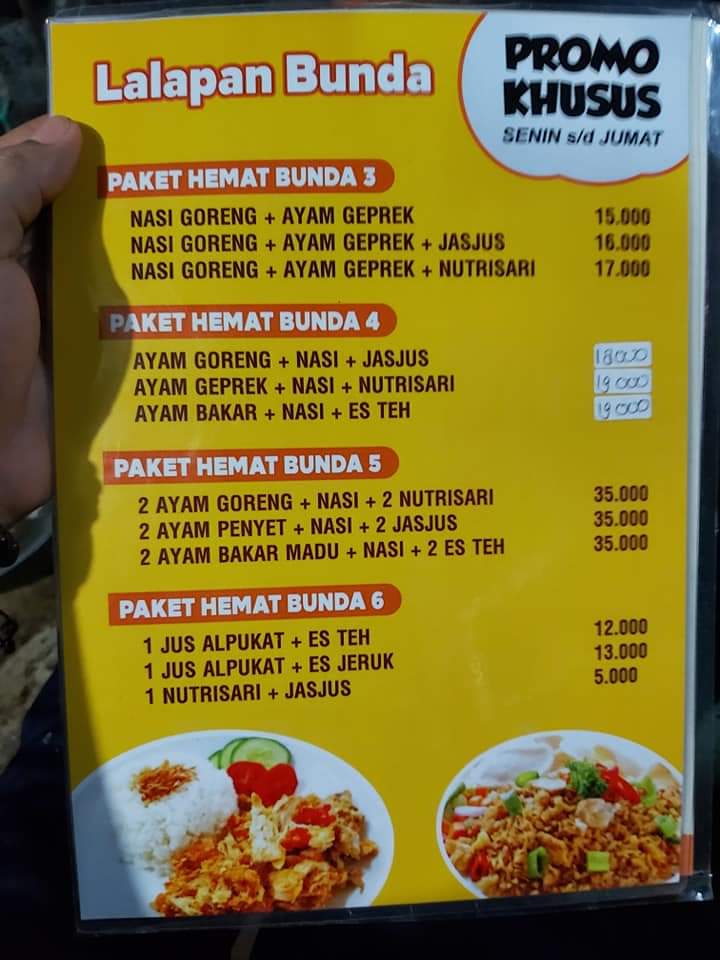 Lalapan Bunda
PROMO
KHUSUS
SENIN s/d JUMAT
PAKET HEMAT BUNDA 3
NASI GORENG + AYAM GEPREK 15.000
NASI GORENG + AYAM GEPREK + JASJUS 16.000
NASI GORENG + AYAM GEPREK + NUTRISARI 17.000
PAKET HEMAT BUNDA 4
AYAM GORENG + NASI + JASJUS 18000
AYAM GEPREK + NASI + NUTRISARI 19 000
AYAM BAKAR + NASI + ES TEH 19 000
PAKET HEMAT BUNDA 5
2 AYAM GORENG + NASI + 2 NUTRISARI 35.000
2 AYAM PENYET + NASI + 2 JASJUS 35.000
2 AYAM BAKAR MADU + NASI + 2 ES TEH 35.000
PAKET HEMAT BUNDA 6
1 JUS ALPUKAT + ES TEH 12.000
1 JUS ALPUKAT + ES JERUK 13.000
1 NUTRISARI + JASJUS 5.000